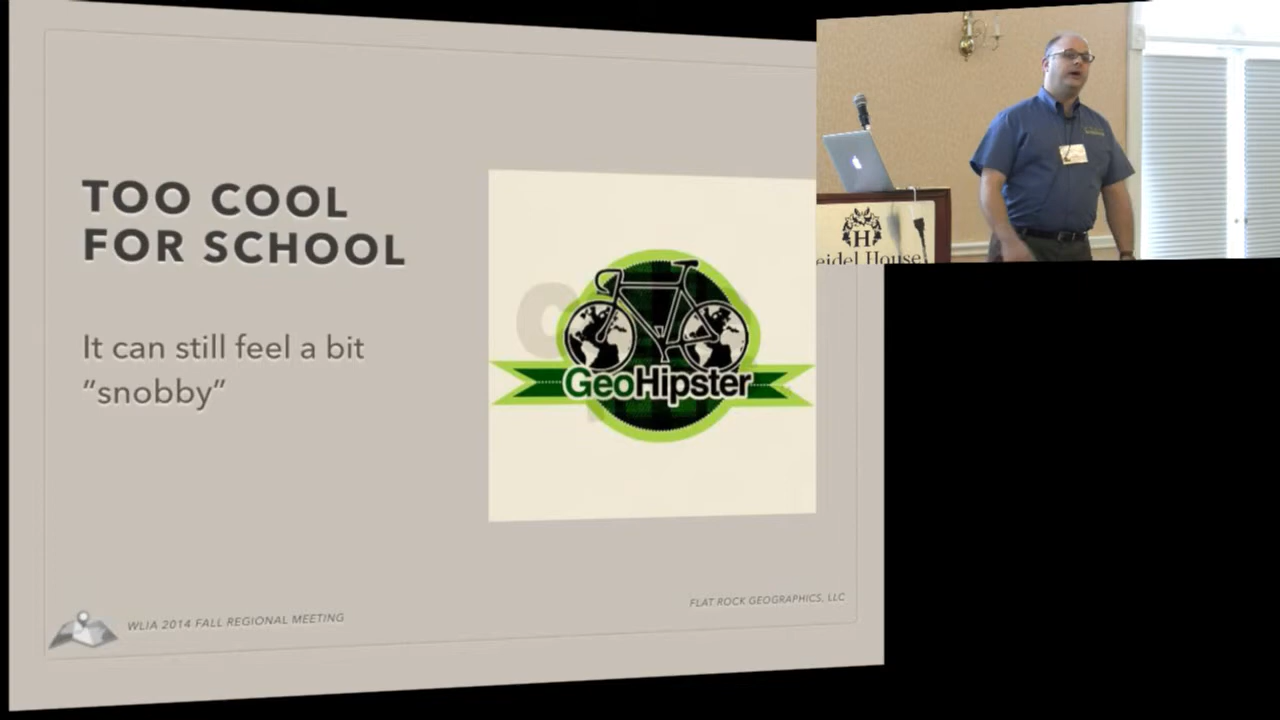 TOO COOL
FOR SCHOOL
It can still feel a bit
“snobby”
GeoHipster
WLIA 2014 FALL REGIONAL MEETING
FLAT ROCK GEOGRAPHICS, LLC
H
House